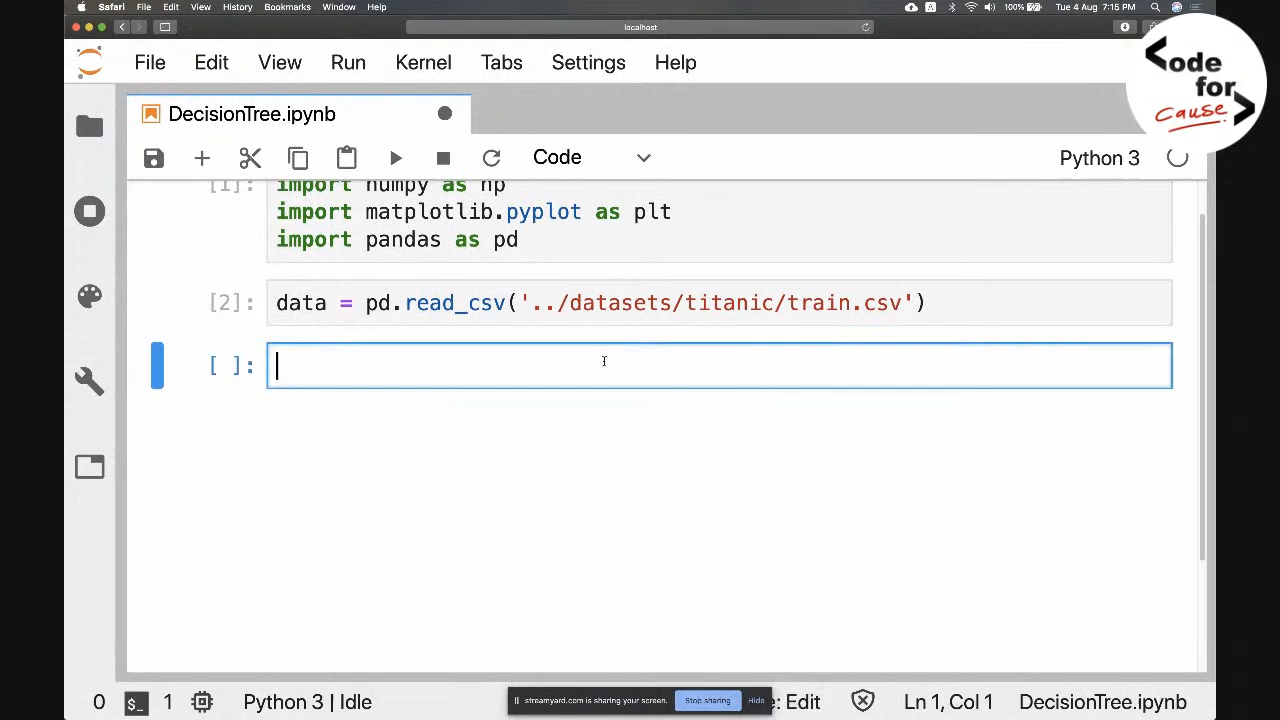 Safari File Edit View History Bookmarks Window Help 100% Tue 4 Aug 7:15 PM
localhost
<ode
for
cause >
File Edit View Run Kernel Tabs Settings Help
DecisionTree.ipynb
Code Python 3
[1]: import numpy as np
import matplotlib.pyplot as plt
import pandas as pd
[2]: data = pd.read_csv('../datasets/titanic/train.csv')
[ ]:
0 $_ 1 Python 3 | Idle streamyard.com is sharing your screen. Stop sharing Hide e: Edit Ln 1, Col 1 DecisionTree.ipynb